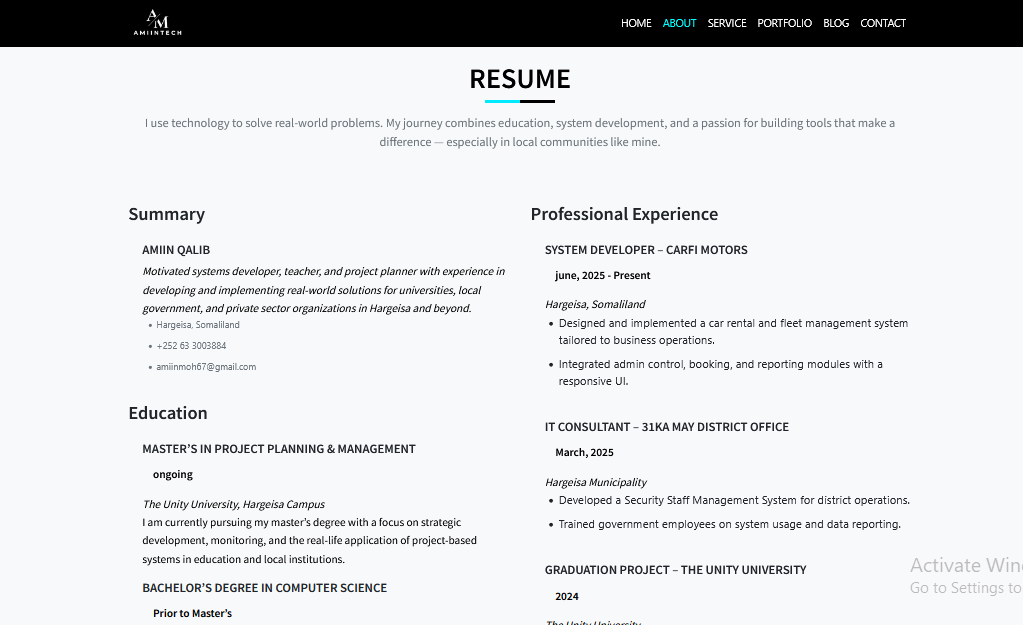 AM
AMIINTECH
HOME ABOUT SERVICE PORTFOLIO BLOG CONTACT
RESUME
I use technology to solve real-world problems. My journey combines education, system development, and a passion for building tools that make a
difference — especially in local communities like mine.
Summary
AMIIN QALIB
Motivated systems developer, teacher, and project planner with experience in
developing and implementing real-world solutions for universities, local
government, and private sector organizations in Hargeisa and beyond.
• Hargeisa, Somaliland
• +252 63 3003884
• amiinmoh67@gmail.com
Education
MASTER’S IN PROJECT PLANNING & MANAGEMENT
ongoing
The Unity University, Hargeisa Campus
I am currently pursuing my master’s degree with a focus on strategic
development, monitoring, and the real-life application of project-based
systems in education and local institutions.
BACHELOR’S DEGREE IN COMPUTER SCIENCE
Prior to Master’s
Professional Experience
SYSTEM DEVELOPER – CARFI MOTORS
june, 2025 - Present
Hargeisa, Somaliland
• Designed and implemented a car rental and fleet management system
tailored to business operations.
• Integrated admin control, booking, and reporting modules with a
responsive UI.
IT CONSULTANT – 31KA MAY DISTRICT OFFICE
March, 2025
Hargeisa Municipality
• Developed a Security Staff Management System for district operations.
• Trained government employees on system usage and data reporting.
GRADUATION PROJECT – THE UNITY UNIVERSITY
2024
The Unity University
Activate Win
Go to Settings to